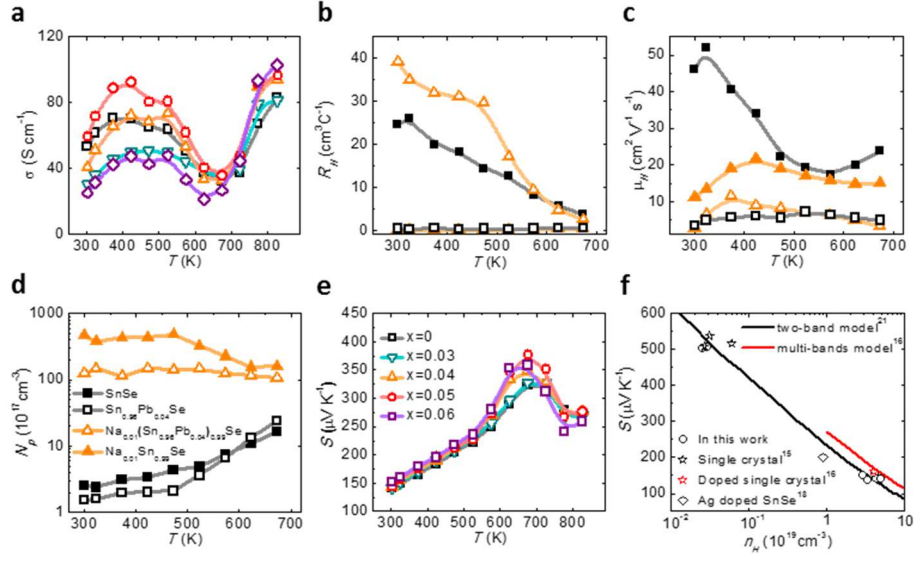 a
b
c
120
80
40
0
σ (S cm⁻¹)
300 400 500 600 700 800
T (K)
40
30
20
10
0
R_H (cm³C⁻¹)
300 400 500 600 700
T (K)
50
40
30
20
10
μ_H (cm² V⁻¹ s⁻¹)
300 400 500 600 700
T (K)
d
e
f
1000
100
10
1
N_p (10¹⁷cm⁻³)
SnSe
Sn₀.₉₆Pb₀.₀₄Se
Na₀.₀₁(Sn₀.₉₆Pb₀.₀₄)₀.₉₉Se
Na₀.₀₁Sn₀.₉₉Se
300 400 500 600 700
T (K)
450
400
350
300
250
200
150
100
S (μV K⁻¹)
x=0
x=0.03
x=0.04
x=0.05
x=0.06
300 400 500 600 700 800
T (K)
600
500
400
300
200
100
S (μV K⁻¹)
two-band model²¹
multi-bands model¹⁶
In this work
Single crystal¹⁵
Doped single crystal¹⁶
Ag doped SnSe¹⁸
10⁻² 10⁻¹ 1 10
n_H (10¹⁹cm⁻³)